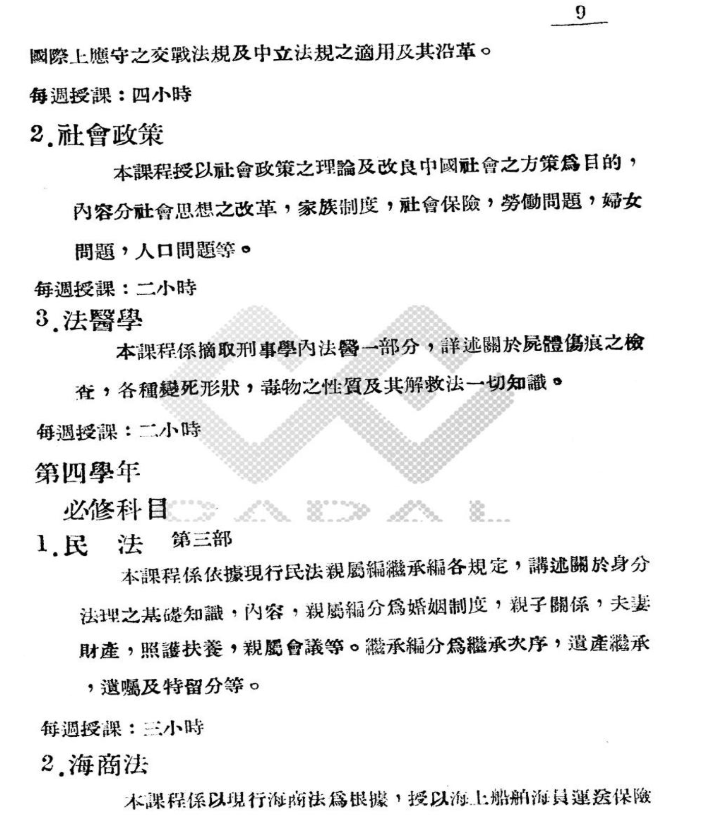 9
國際上應守之交戰法規及中立法規之適用及其沿革。
每週授課：四小時
2.社會政策
本課程授以社會政策之理論及改良中國社會之方策爲目的，
內容分社會思想之改革，家族制度，社會保險，勞働問題，婦女
問題，人口問題等。
每週授課：二小時
3.法醫學
本課程係摘取刑事學內法醫一部分，詳述關於屍體傷痕之檢
查，各種變死形狀，毒物之性質及其解救法一切知識。
每週授課：二小時
第四學年
必修科目
1.民　法　第三部
本課程係依據現行民法親屬編繼承編各規定，講述關於身分
法理之基礎知識，內容，親屬編分爲婚姻制度，親子關係，夫妻
財產，照護扶養，親屬會議等。繼承編分爲繼承次序，遺產繼承
，遺囑及特留分等。
每週授課：三小時
2.海商法
本課程係以現行海商法爲根據，授以海上船舶海員運送保險
CADAL